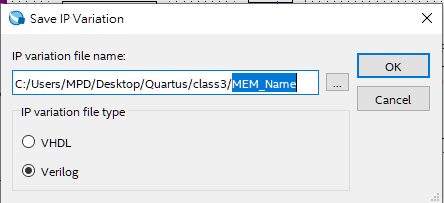 Save IP Variation
IP variation file name:
C:/Users/MPD/Desktop/Quartus/class3/MEM_Name
...
OK
Cancel
IP variation file type
VHDL
Verilog